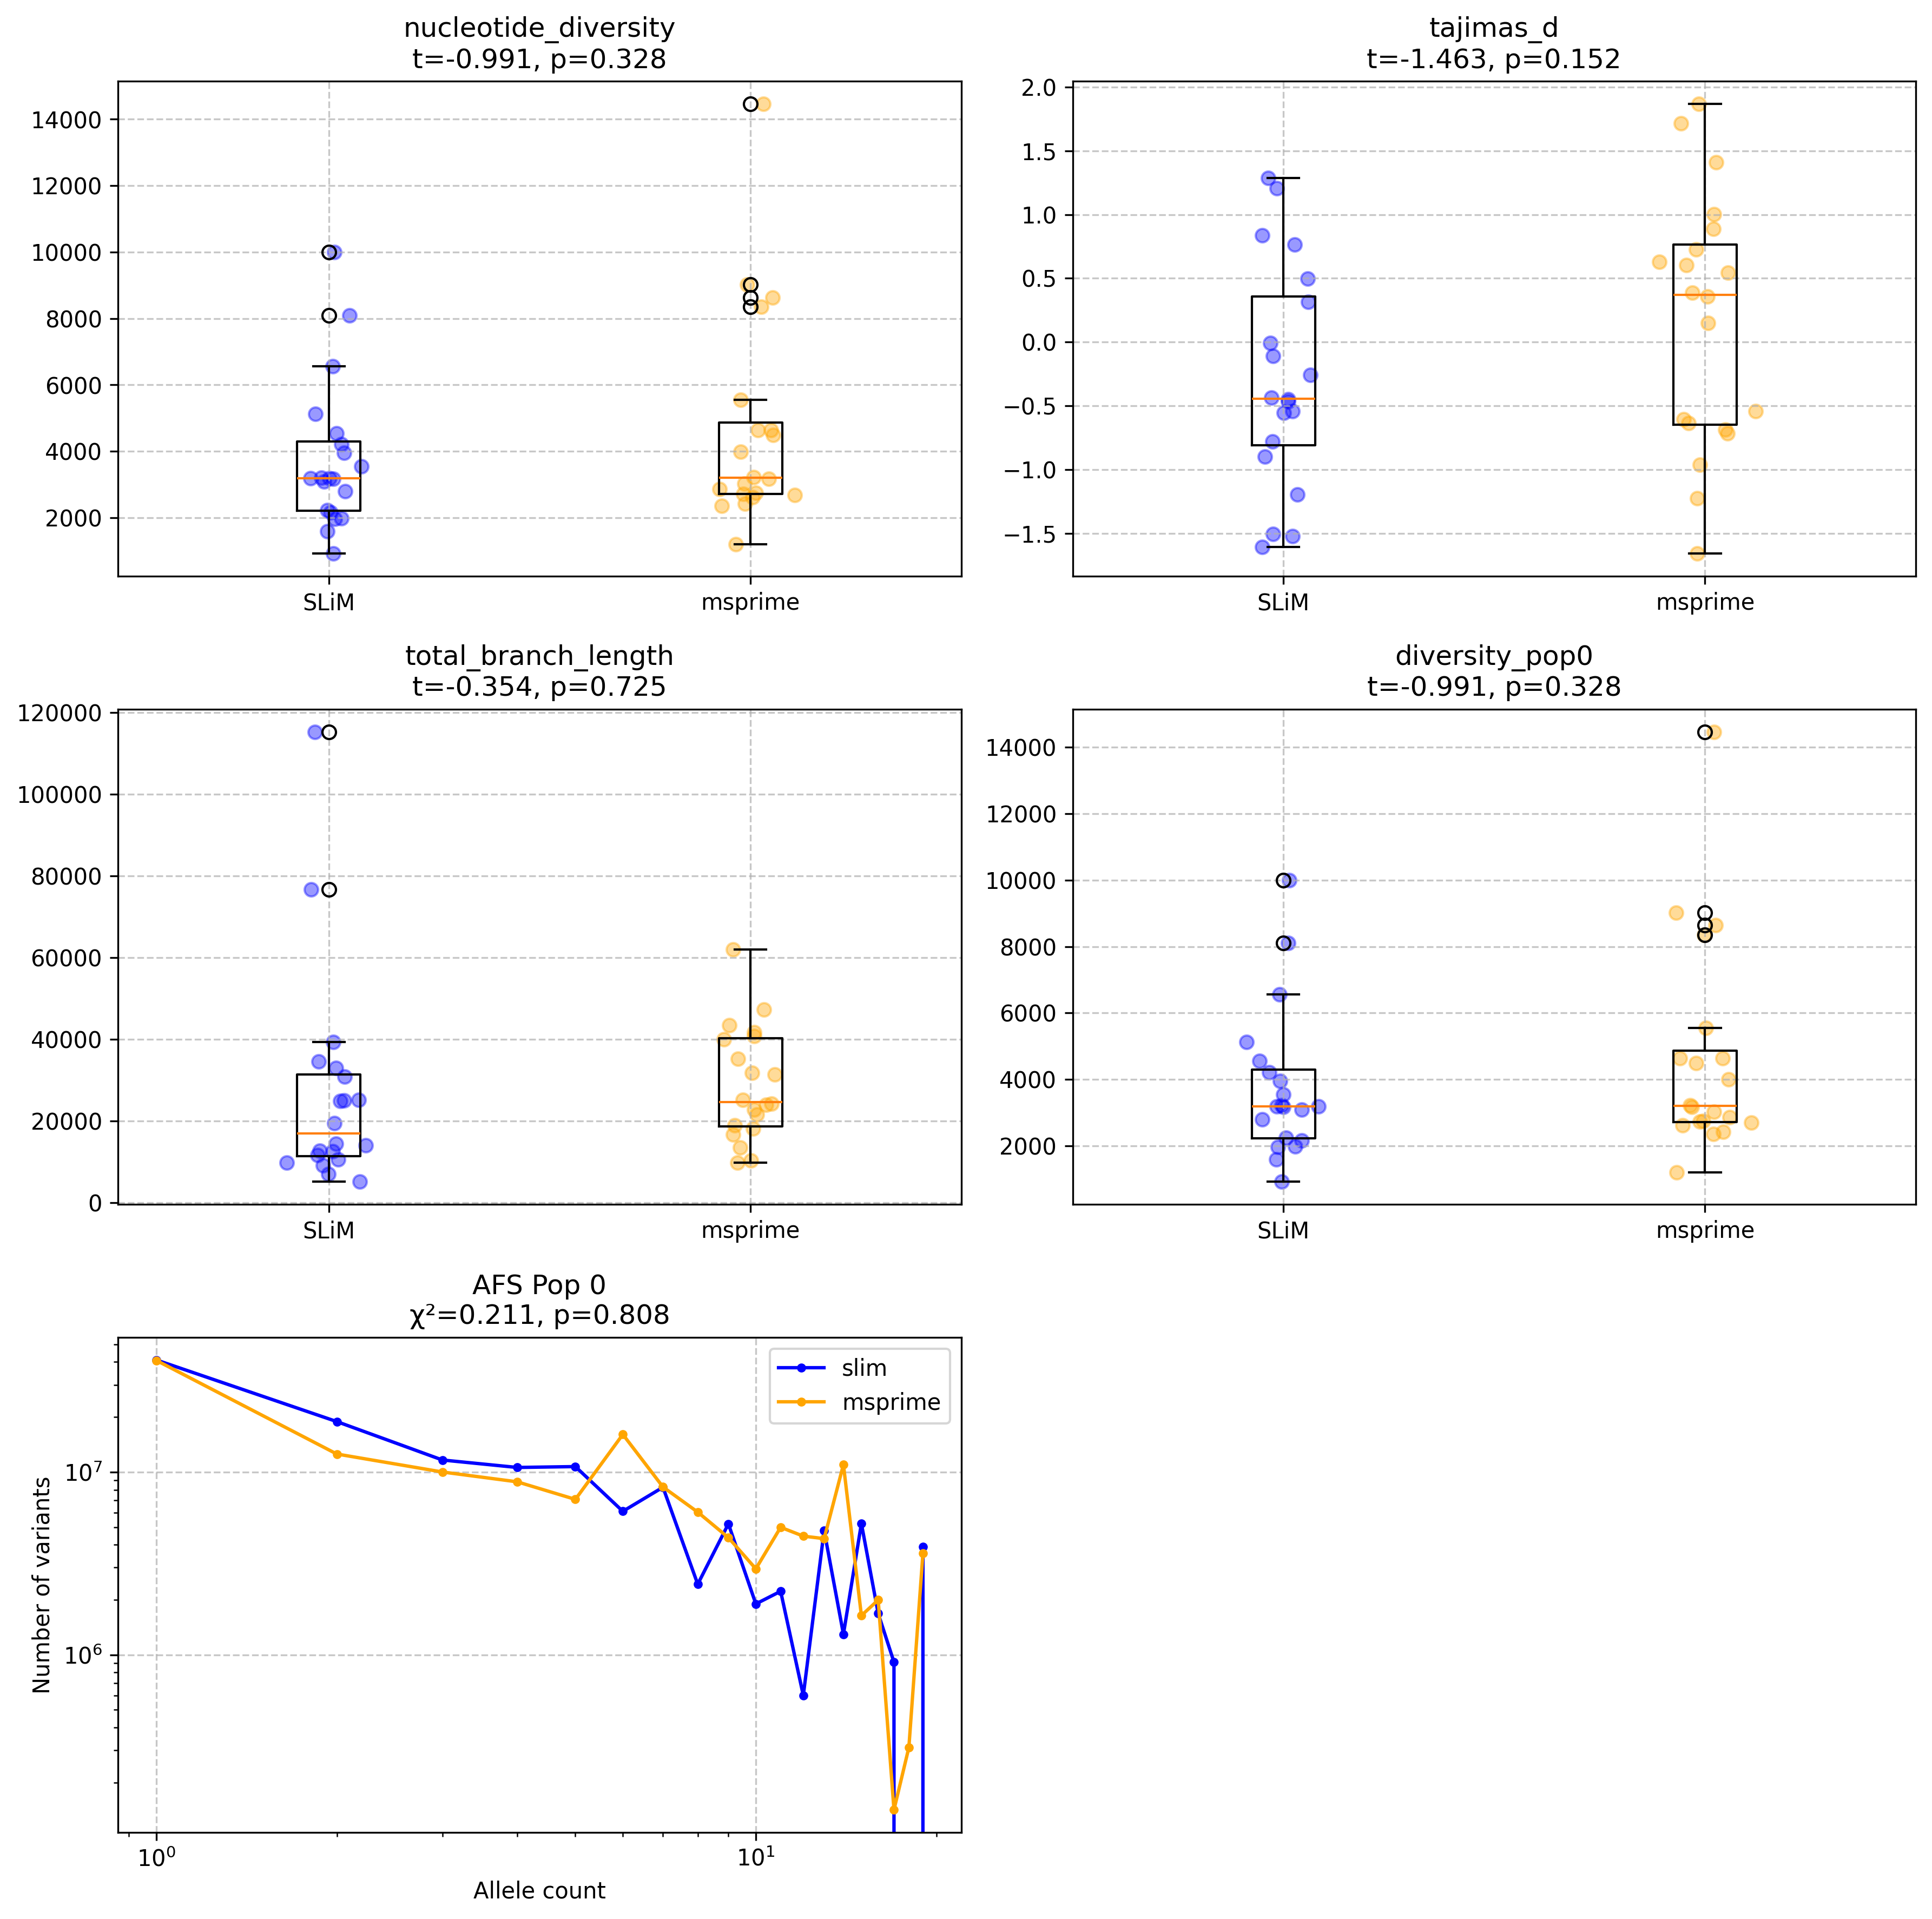 nucleotide_diversity
t=-0.991, p=0.328
14000
12000
10000
8000
6000
4000
2000
SLiM
msprime
tajimas_d
t=-1.463, p=0.152
2.0
1.5
1.0
0.5
0.0
−0.5
−1.0
−1.5
SLiM
msprime
total_branch_length
t=-0.354, p=0.725
120000
100000
80000
60000
40000
20000
0
SLiM
msprime
diversity_pop0
t=-0.991, p=0.328
14000
12000
10000
8000
6000
4000
2000
SLiM
msprime
AFS Pop 0
χ²=0.211, p=0.808
slim
msprime
Number of variants
10⁷
10⁶
10⁰
10¹
Allele count